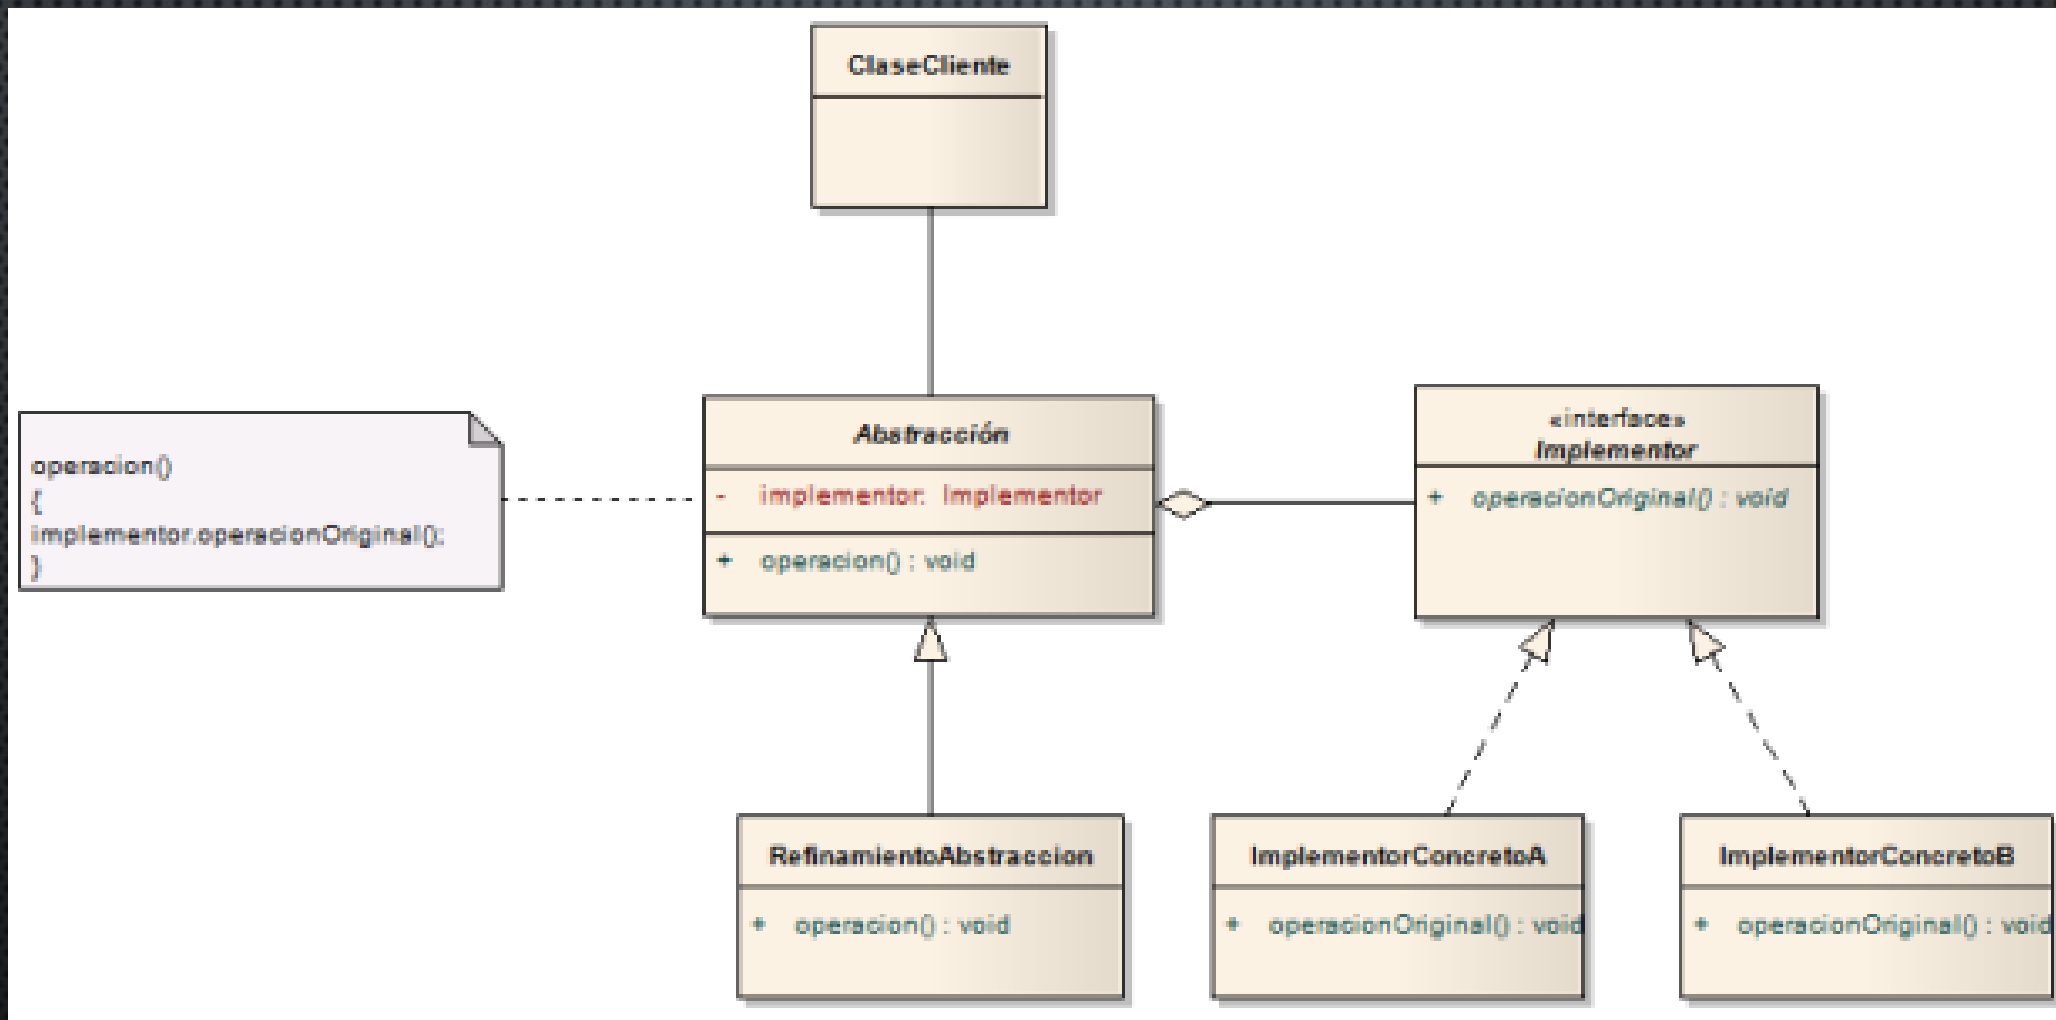 ClaseCliente
operacion()
{
implementor.operacionOriginal();
}
Abstracción
- implementor: Implementor
+ operacion() : void
«interface»
Implementor
+ operacionOriginal() : void
RefinamientoAbstraccion
+ operacion() : void
ImplementorConcretoA
+ operacionOriginal() : void
ImplementorConcretoB
+ operacionOriginal() : void